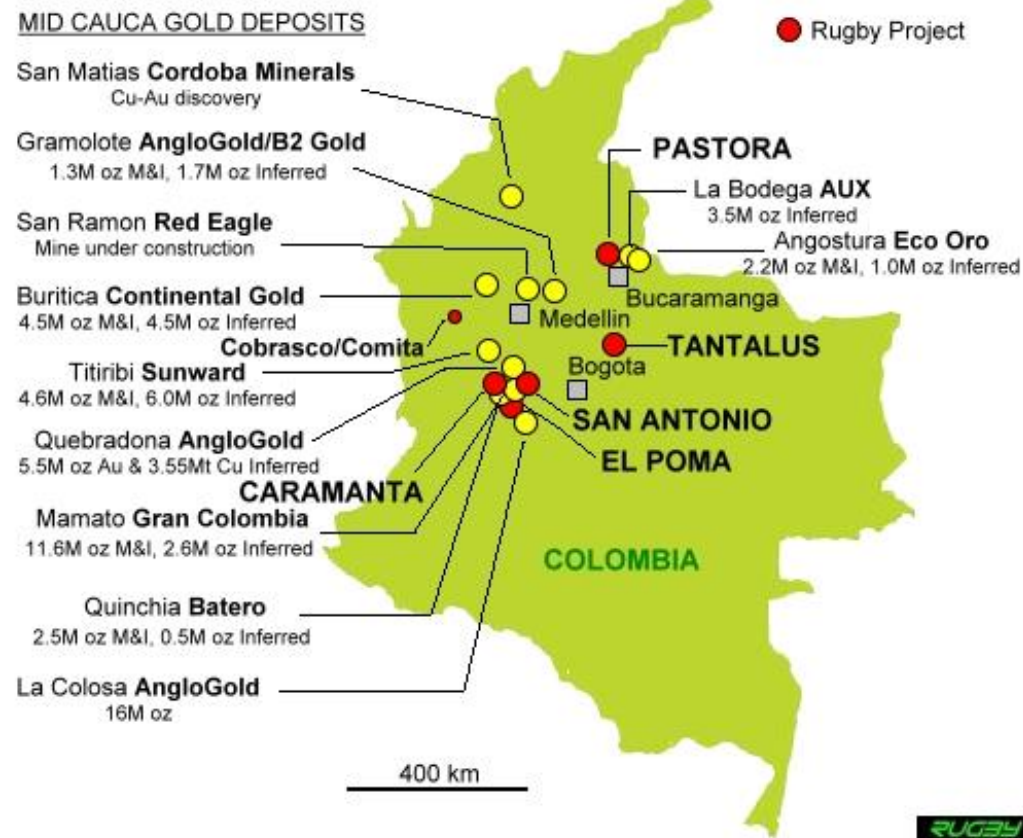 MID CAUCA GOLD DEPOSITS
Rugby Project
San Matias Cordoba Minerals
Cu-Au discovery
Gramolote AngloGold/B2 Gold
1.3M oz M&I, 1.7M oz Inferred
San Ramon Red Eagle
Mine under construction
Buritica Continental Gold
4.5M oz M&I, 4.5M oz Inferred
Cobrasco/Comita
Titiribi Sunward
4.6M oz M&I, 6.0M oz Inferred
Quebradona AngloGold
5.5M oz Au & 3.55Mt Cu Inferred
CARAMANTA
Mamato Gran Colombia
11.6M oz M&I, 2.6M oz Inferred
Quinchia Batero
2.5M oz M&I, 0.5M oz Inferred
La Colosa AngloGold
16M oz
PASTORA
La Bodega AUX
3.5M oz Inferred
Angostura Eco Oro
2.2M oz M&I, 1.0M oz Inferred
Bucaramanga
Medellin
TANTALUS
Bogota
SAN ANTONIO
EL POMA
COLOMBIA
400 km
RUGBY